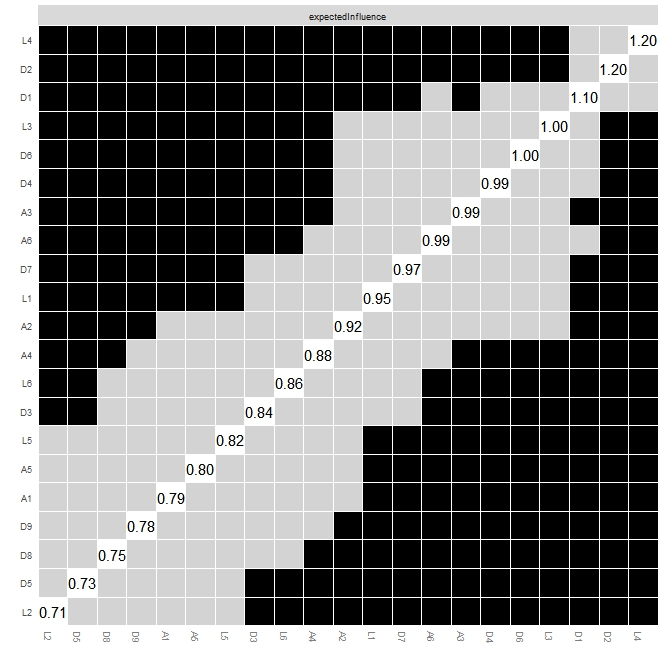 expectedInfluence
L4 1.20
D2 1.20
D1 1.10
L3 1.00
D6 1.00
D4 0.99
A3 0.99
A6 0.99
D7 0.97
L1 0.95
A2 0.92
A4 0.88
L6 0.86
D3 0.84
L5 0.82
A5 0.80
A1 0.79
D9 0.78
D8 0.75
D5 0.73
L2 0.71
L2 D5 D8 D9 A1 A5 L5 D3 L6 A4 A2 L1 D7 A6 A3 D4 D6 L3 D1 D2 L4